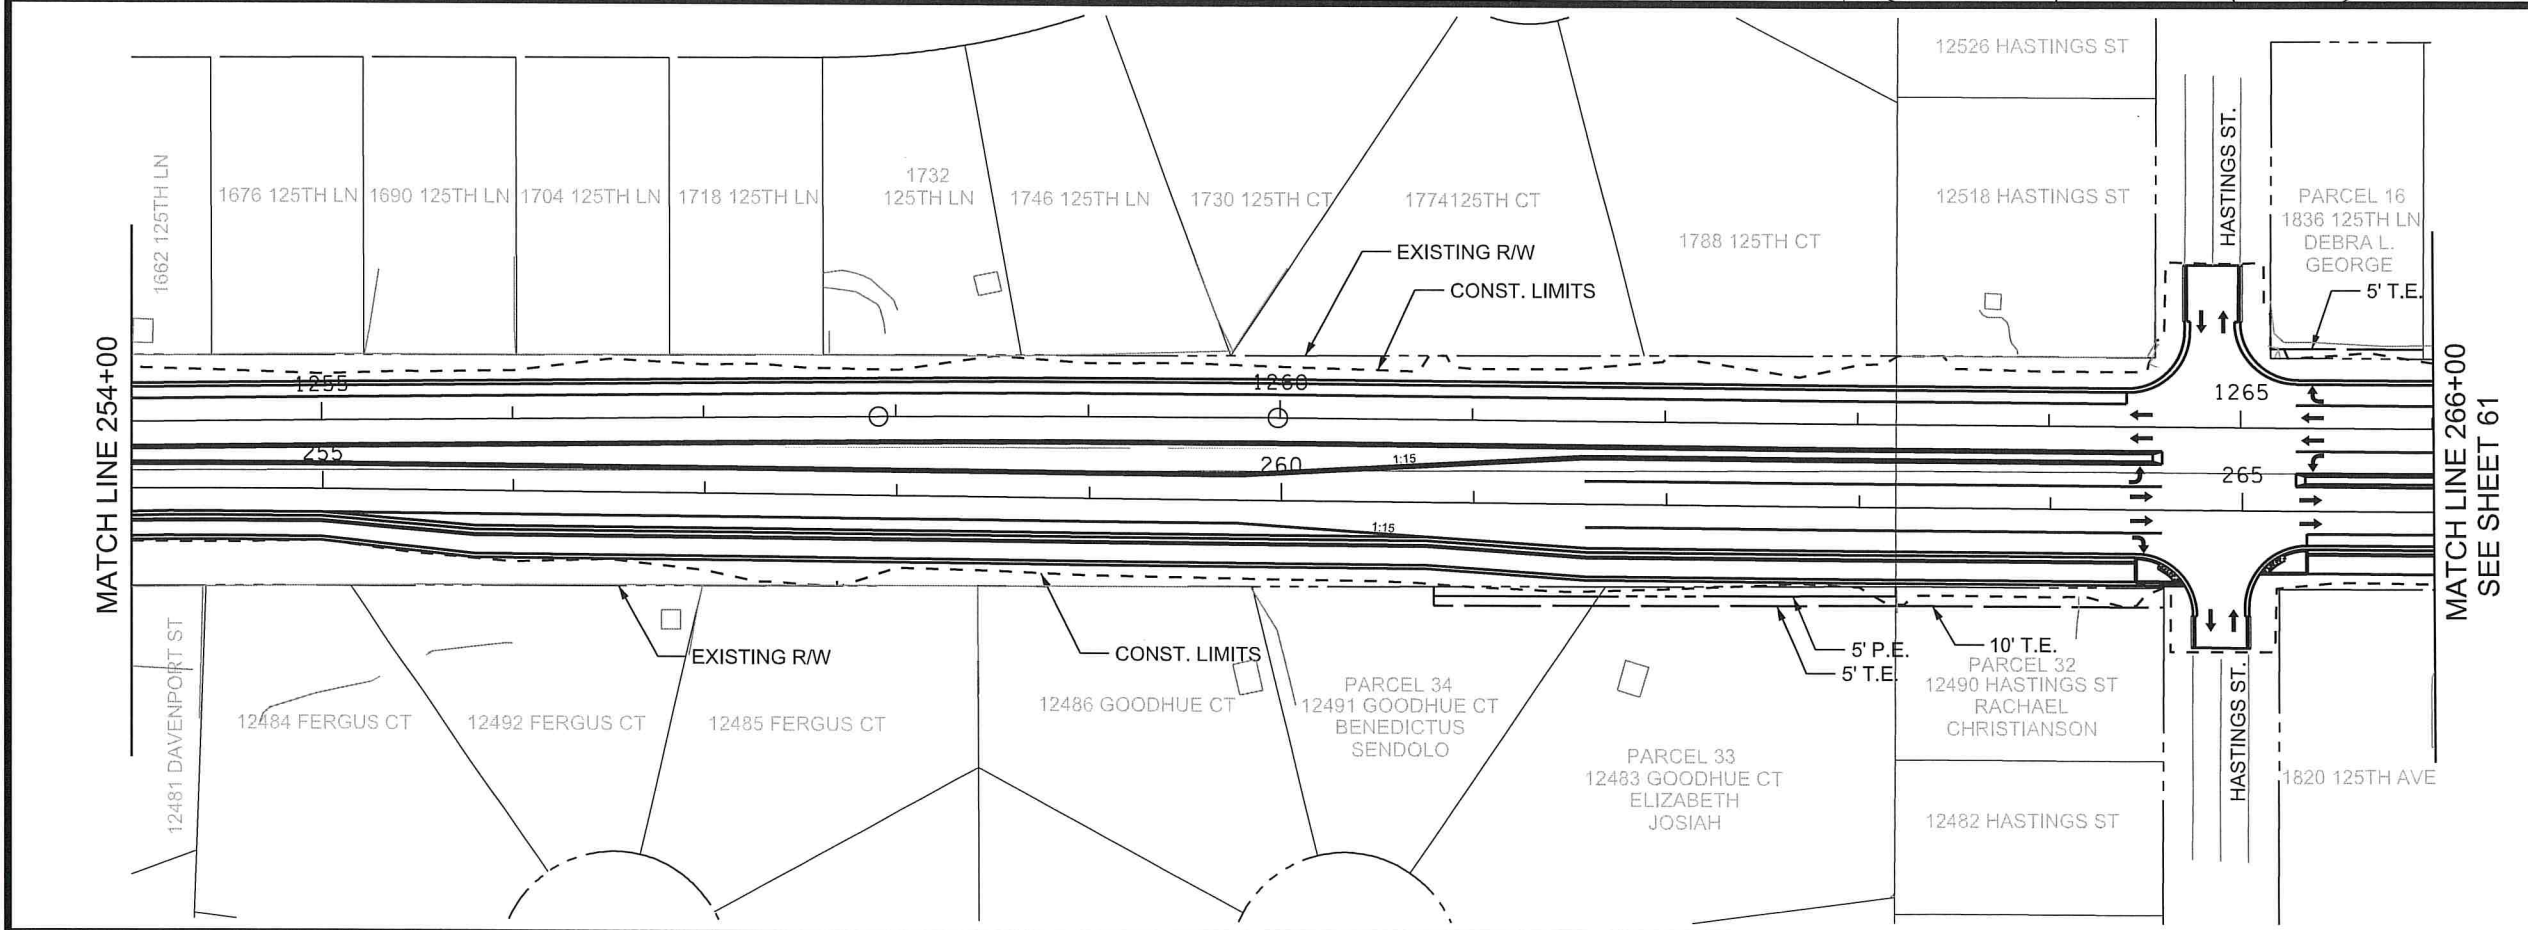 12526 HASTINGS ST
HASTINGS ST.
1662 125TH LN
1676 125TH LN
1690 125TH LN
1704 125TH LN
1718 125TH LN
1732
125TH LN
1746 125TH LN
1730 125TH CT
1774125TH CT
1788 125TH CT
12518 HASTINGS ST
PARCEL 16
1836 125TH LN
DEBRA L.
GEORGE
5' T.E.
EXISTING R/W
CONST. LIMITS
MATCH LINE 254+00
1255
1260
1265
255
260
1:15
265
1:15
MATCH LINE 266+00
SEE SHEET 61
EXISTING R/W
CONST. LIMITS
5' P.E.
5' T.E.
10' T.E.
12481 DAVENPORT ST
12484 FERGUS CT
12492 FERGUS CT
12485 FERGUS CT
12486 GOODHUE CT
PARCEL 34
12491 GOODHUE CT
BENEDICTUS
SENDOLO
PARCEL 33
12483 GOODHUE CT
ELIZABETH
JOSIAH
PARCEL 32
12490 HASTINGS ST
RACHAEL
CHRISTIANSON
12482 HASTINGS ST
HASTINGS ST.
1820 125TH AVE